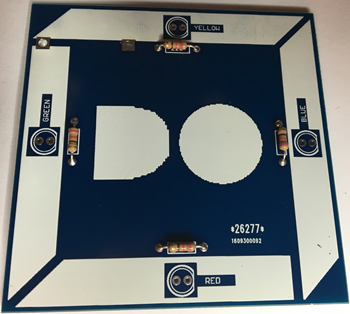 YELLOW
GREEN
BLUE
*26277*
1609300092
RED